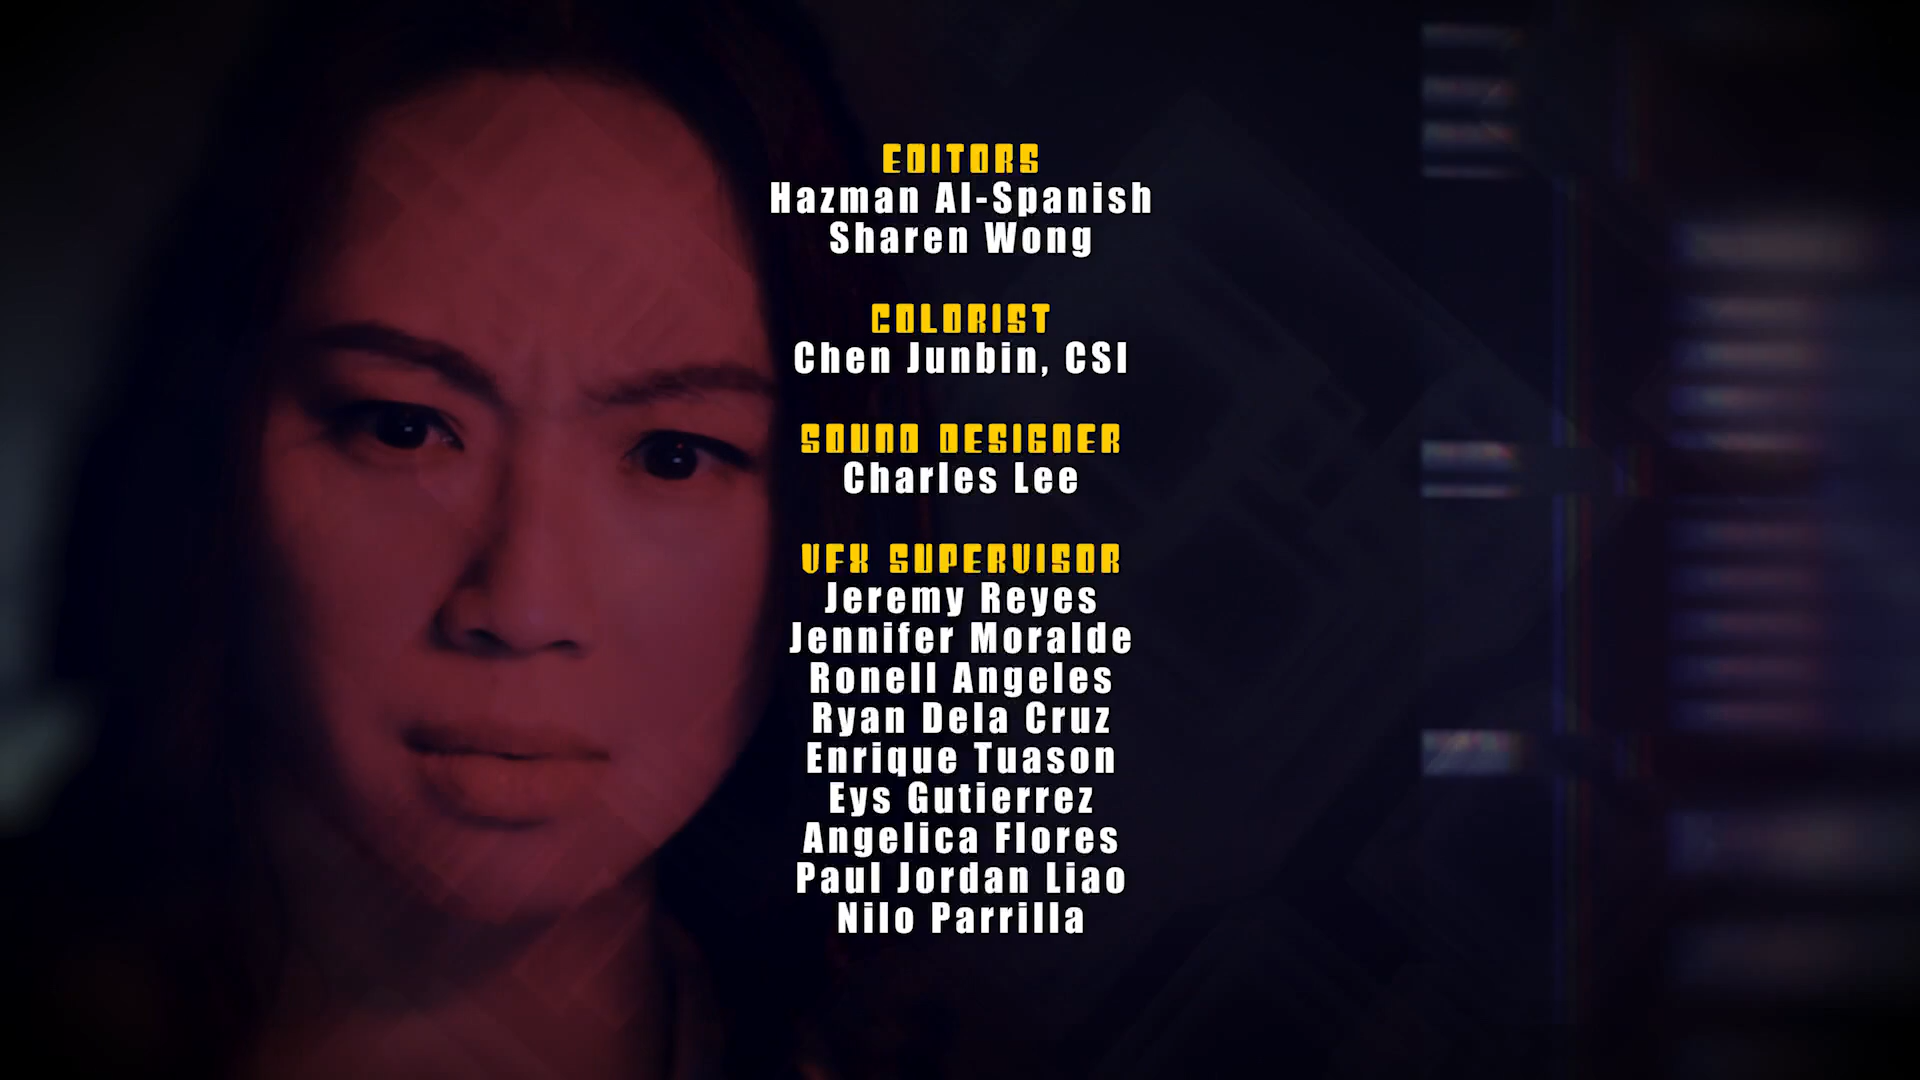 EDITORS
Hazman Al-Spanish
Sharen Wong
COLORIST
Chen Junbin, CSI
SOUND DESIGNER
Charles Lee
VFX SUPERVISOR
Jeremy Reyes
Jennifer Moralde
Ronell Angeles
Ryan Dela Cruz
Enrique Tuason
Eys Gutierrez
Angelica Flores
Paul Jordan Liao
Nilo Parrilla